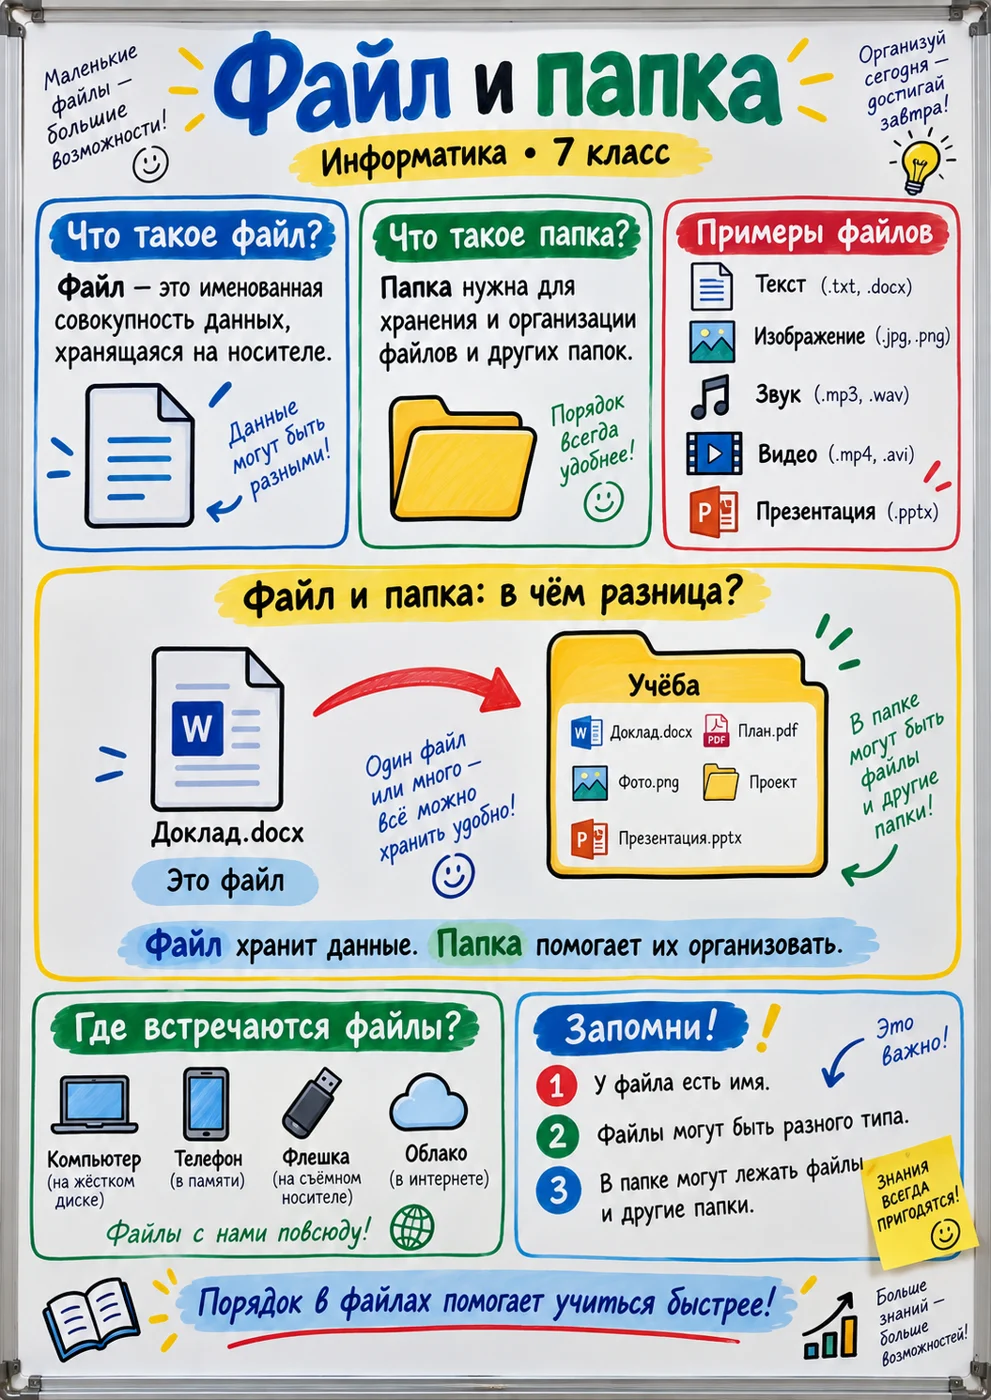 Маленькие
файлы –
большие
возможности!
Файл и папка
Информатика • 7 класс
Организуй
сегодня –
достигай
завтра!
Что такое файл?
Файл – это именованная
совокупность данных,
хранящаяся на носителе.
Данные
могут быть
разными!
Что такое папка?
Папка нужна для
хранения и организации
файлов и других папок.
Порядок
всегда
удобнее!
Примеры файлов
Текст (.txt, .docx)
Изображение (.jpg, .png)
Звук (.mp3, .wav)
Видео (.mp4, .avi)
P Презентация (.pptx)
Файл и папка: в чём разница?
W
Доклад.docx
Это файл
Один файл
или много –
всё можно
хранить удобно!
Учёба
W Доклад.docx PDF План.pdf
Фото.png Проект
P Презентация.pptx
В папке
могут быть
файлы
и другие
папки!
Файл хранит данные. Папка помогает их организовать.
Где встречаются файлы?
Компьютер
(на жёстком
диске)
Телефон
(в памяти)
Флешка
(на съёмном
носителе)
Облако
(в интернете)
Файлы с нами повсюду!
Запомни!
Это
важно!
1 У файла есть имя.
2 Файлы могут быть разного типа.
3 В папке могут лежать файлы
и другие папки.
ЗНАНИЯ
ВСЕГДА
ПРИГОДЯТСЯ!
Порядок в файлах помогает учиться быстрее!
Больше
знаний –
больше
возможностей!